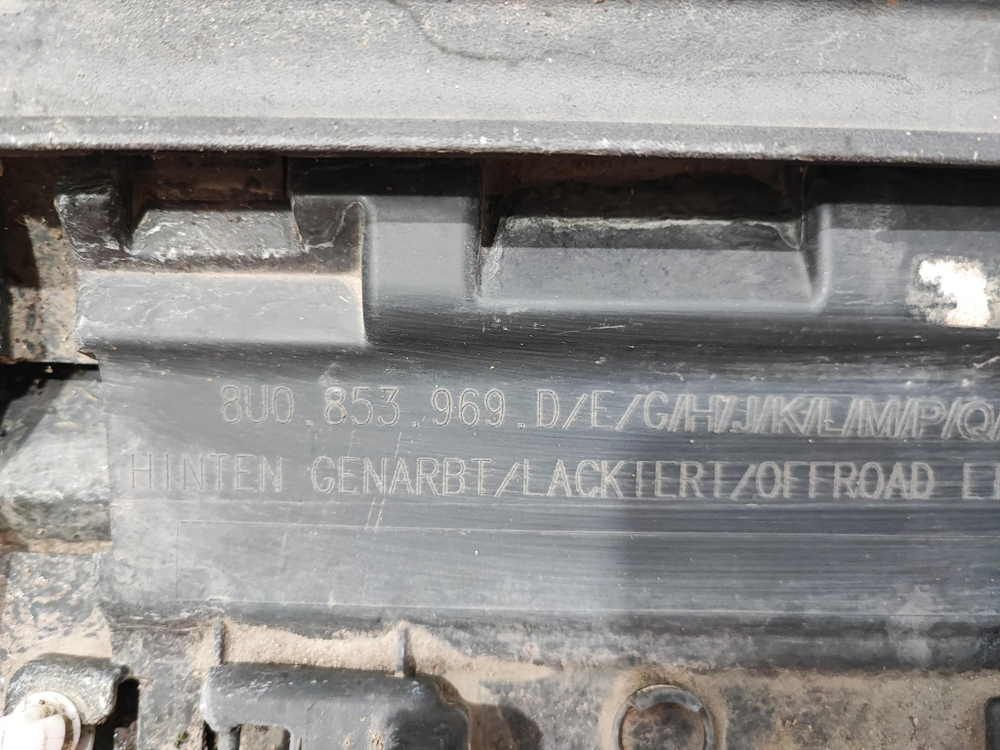 8U0.853.969.D/E/G/H/J/K/L/M/P/Q/
HINTEN GENARBT/LACKIERT/OFFROAD